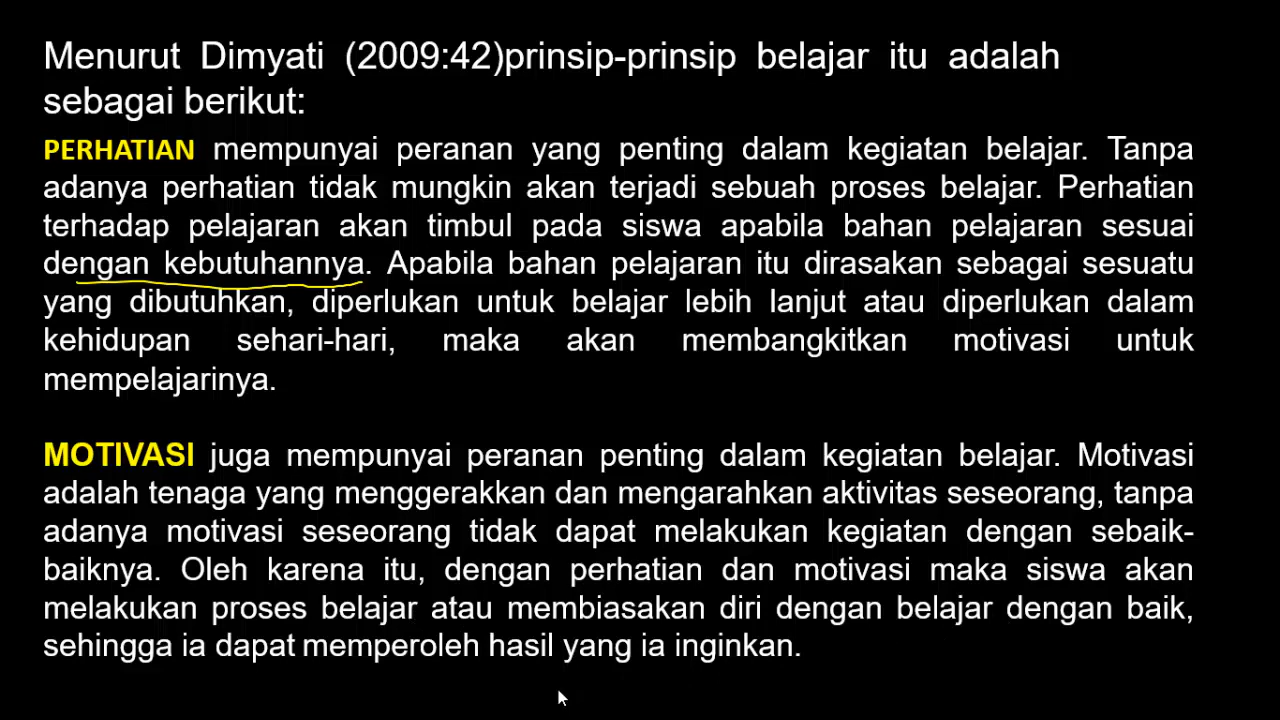 Menurut Dimyati (2009:42)prinsip-prinsip belajar itu adalah
sebagai berikut:
PERHATIAN mempunyai peranan yang penting dalam kegiatan belajar. Tanpa
adanya perhatian tidak mungkin akan terjadi sebuah proses belajar. Perhatian
terhadap pelajaran akan timbul pada siswa apabila bahan pelajaran sesuai
dengan kebutuhannya. Apabila bahan pelajaran itu dirasakan sebagai sesuatu
yang dibutuhkan, diperlukan untuk belajar lebih lanjut atau diperlukan dalam
kehidupan sehari-hari, maka akan membangkitkan motivasi untuk
mempelajarinya.
MOTIVASI juga mempunyai peranan penting dalam kegiatan belajar. Motivasi
adalah tenaga yang menggerakkan dan mengarahkan aktivitas seseorang, tanpa
adanya motivasi seseorang tidak dapat melakukan kegiatan dengan sebaik-
baiknya. Oleh karena itu, dengan perhatian dan motivasi maka siswa akan
melakukan proses belajar atau membiasakan diri dengan belajar dengan baik,
sehingga ia dapat memperoleh hasil yang ia inginkan.